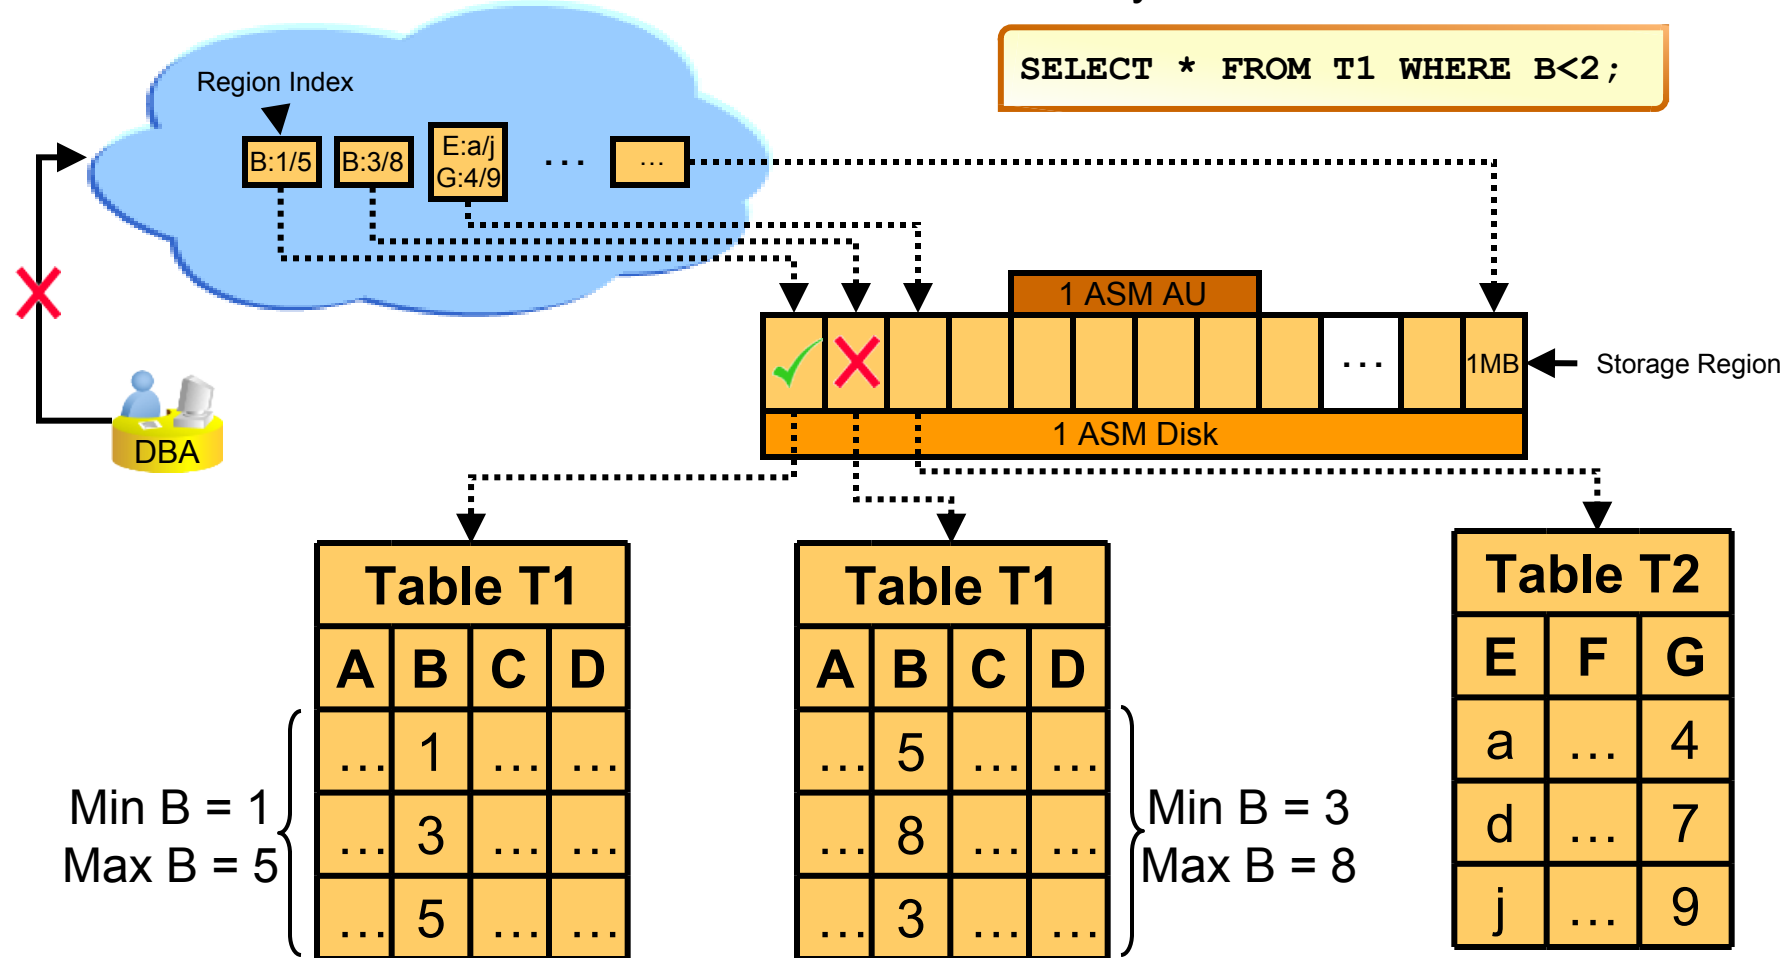 SELECT * FROM T1 WHERE B<2;
Region Index
B:1/5
B:3/8
E:a/j
G:4/9
...
...
1 ASM AU
...
1MB
Storage Region
1 ASM Disk
DBA
Table T1
A B C D
... 1 ... ...
... 3 ... ...
... 5 ... ...
Min B = 1
Max B = 5
Table T1
A B C D
... 5 ... ...
... 8 ... ...
... 3 ... ...
Min B = 3
Max B = 8
Table T2
E F G
a ... 4
d ... 7
j ... 9